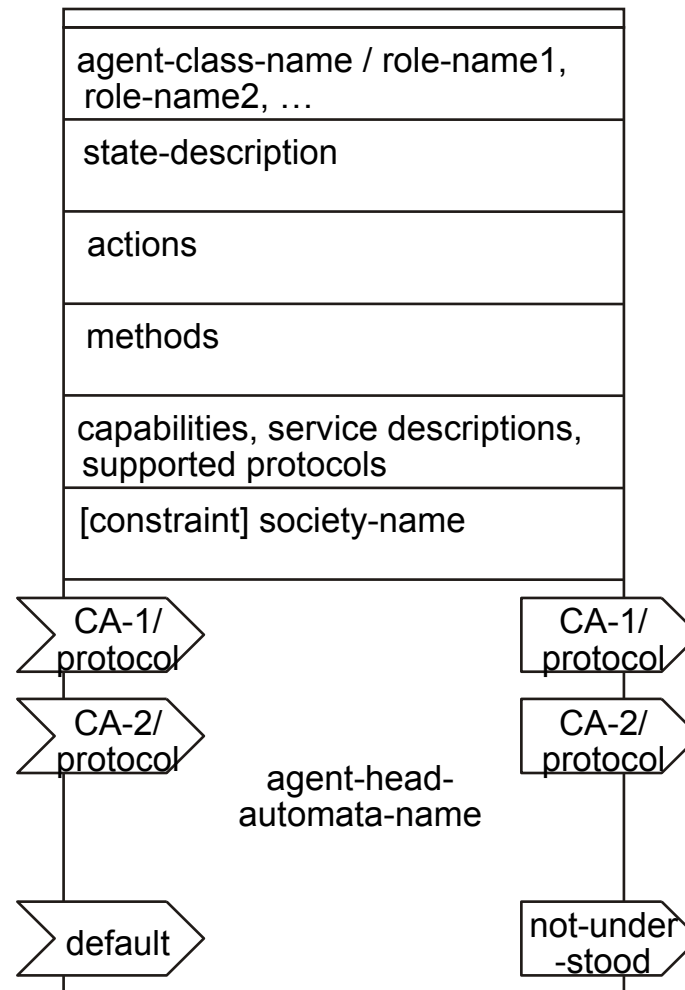 agent-class-name / role-name1,
role-name2, …
state-description
actions
methods
capabilities, service descriptions,
supported protocols
[constraint] society-name
CA-1/
protocol
CA-1/
protocol
CA-2/
protocol
CA-2/
protocol
agent-head-
automata-name
default
not-under
-stood